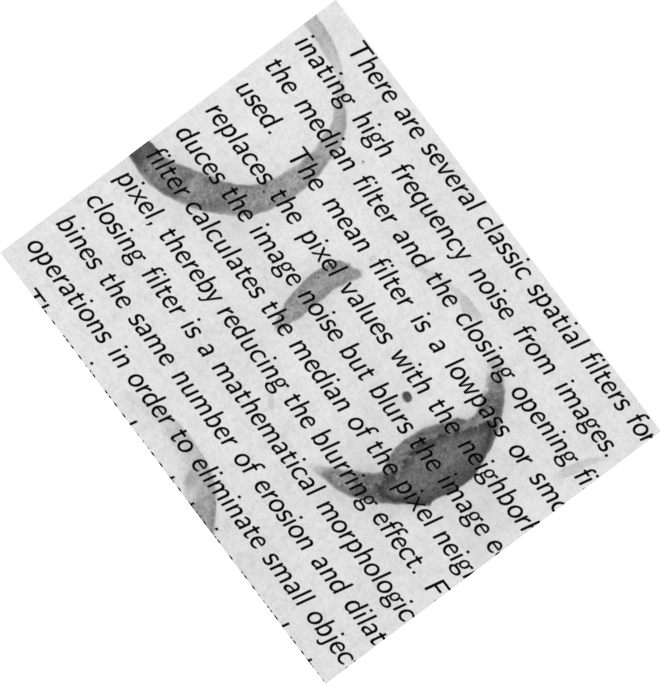 There are several classic spatial filters for
inating high frequency noise from images.
the median filter and the closing opening fi
used. The mean filter is a lowpass or smo
replaces the pixel values with the neighborh
duces the image noise but blurs the image e
filter calculates the median of the pixel neig
pixel, thereby reducing the blurring effect. F
closing filter is a mathematical morphologic
bines the same number of erosion and dilat
operations in order to eliminate small objec